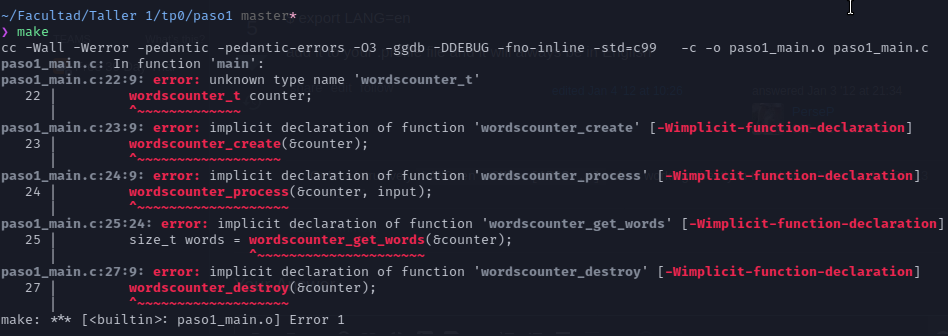 ~/Facultad/Taller 1/tp0/paso1 master*
❯ make
cc -Wall -Werror -pedantic -pedantic-errors -O3 -ggdb -DDEBUG -fno-inline -std=c99   -c -o paso1_main.o paso1_main.c
paso1_main.c: In function 'main':
paso1_main.c:22:9: error: unknown type name 'wordscounter_t'
   22 |         wordscounter_t counter;
      |         ^~~~~~~~~~~~~~
paso1_main.c:23:9: error: implicit declaration of function 'wordscounter_create' [-Wimplicit-function-declaration]
   23 |         wordscounter_create(&counter);
      |         ^~~~~~~~~~~~~~~~~~~
paso1_main.c:24:9: error: implicit declaration of function 'wordscounter_process' [-Wimplicit-function-declaration]
   24 |         wordscounter_process(&counter, input);
      |         ^~~~~~~~~~~~~~~~~~~~
paso1_main.c:25:24: error: implicit declaration of function 'wordscounter_get_words' [-Wimplicit-function-declaration]
   25 |         size_t words = wordscounter_get_words(&counter);
      |                        ^~~~~~~~~~~~~~~~~~~~~~
paso1_main.c:27:9: error: implicit declaration of function 'wordscounter_destroy' [-Wimplicit-function-declaration]
   27 |         wordscounter_destroy(&counter);
      |         ^~~~~~~~~~~~~~~~~~~~
make: *** [<builtin>: paso1_main.o] Error 1
export LANG=en